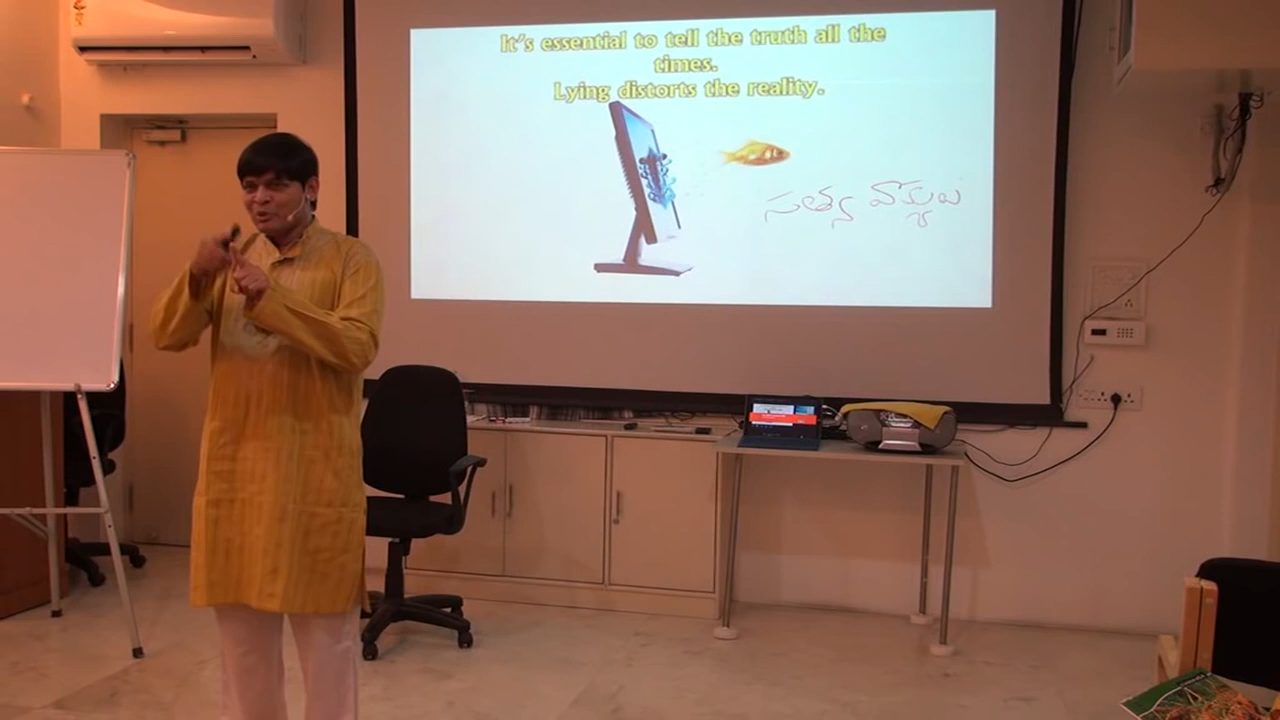 It's essential to tell the truth all the
times.
Lying distorts the reality.
సత్య వాక్కులు